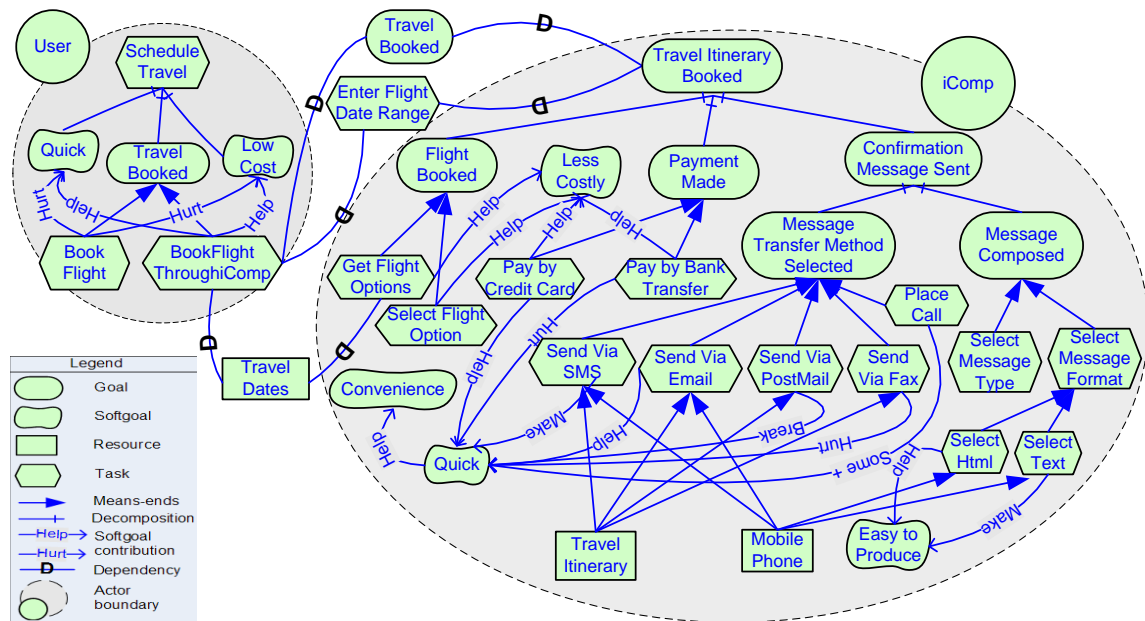 User
Schedule
Travel
Quick
Travel
Booked
Low
Cost
Hurt
Help
Hurt
Help
Book
Flight
BookFlight
ThroughiComp
D
D
D
Travel
Dates
D
Travel
Booked
D
Enter Flight
Date Range
D
Travel Itinerary
Booked
iComp
Flight
Booked
Less
Costly
Payment
Made
Confirmation
Message Sent
Help
Help
Help
Help
Get Flight
Options
Select Flight
Option
Pay by
Credit Card
Pay by Bank
Transfer
Message
Transfer Method
Selected
Message
Composed
Place
Call
Hurt
Help
Send Via
SMS
Send Via
Email
Send Via
PostMail
Send
Via Fax
Select
Message
Type
Select
Message
Format
Convenience
Help
Quick
Make
Help
Break
Hurt
Some +
Help
Select
Html
Select
Text
Make
Travel
Itinerary
Mobile
Phone
Easy to
Produce
Legend
Goal
Softgoal
Resource
Task
Means-ends
Decomposition
Help
Softgoal
contribution
Hurt
Dependency
D
Actor
boundary